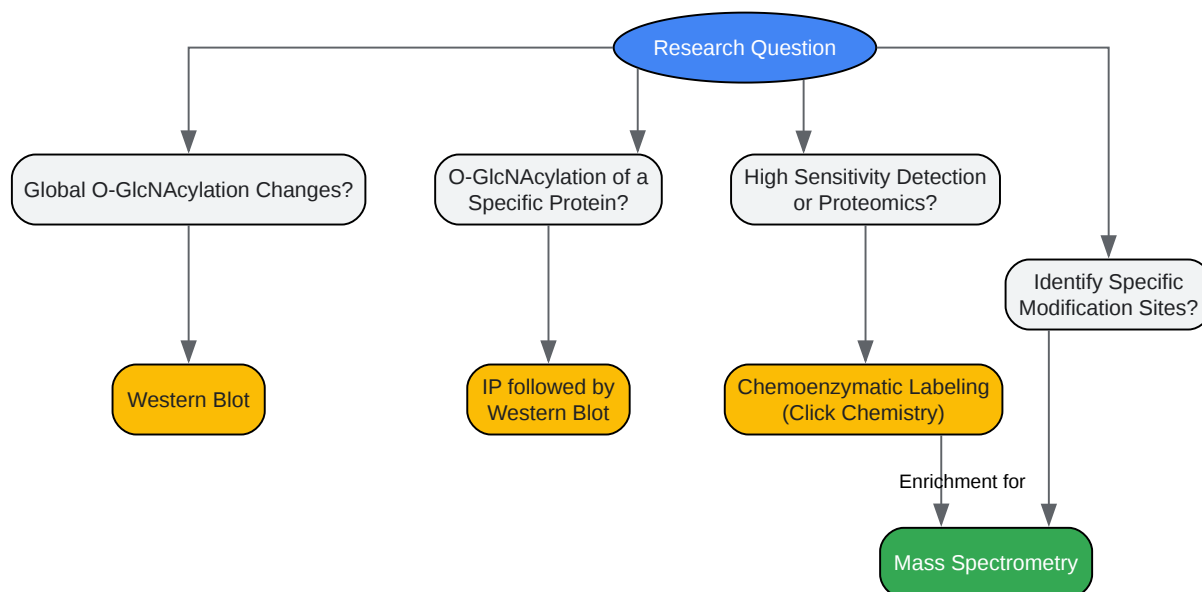 Research Question
Global O-GlcNAcylation Changes?
O-GlcNAcylation of a
Specific Protein?
High Sensitivity Detection
or Proteomics?
Identify Specific
Modification Sites?
Western Blot
IP followed by
Western Blot
Chemoenzymatic Labeling
(Click Chemistry)
Enrichment for
Mass Spectrometry